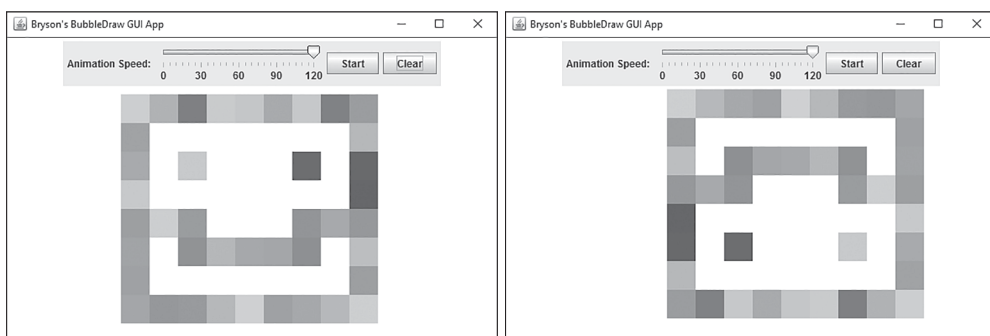 Bryson's BubbleDraw GUI App
Animation Speed:
0 30 60 90 120
Start
Clear
Bryson's BubbleDraw GUI App
Animation Speed:
0 30 60 90 120
Start
Clear